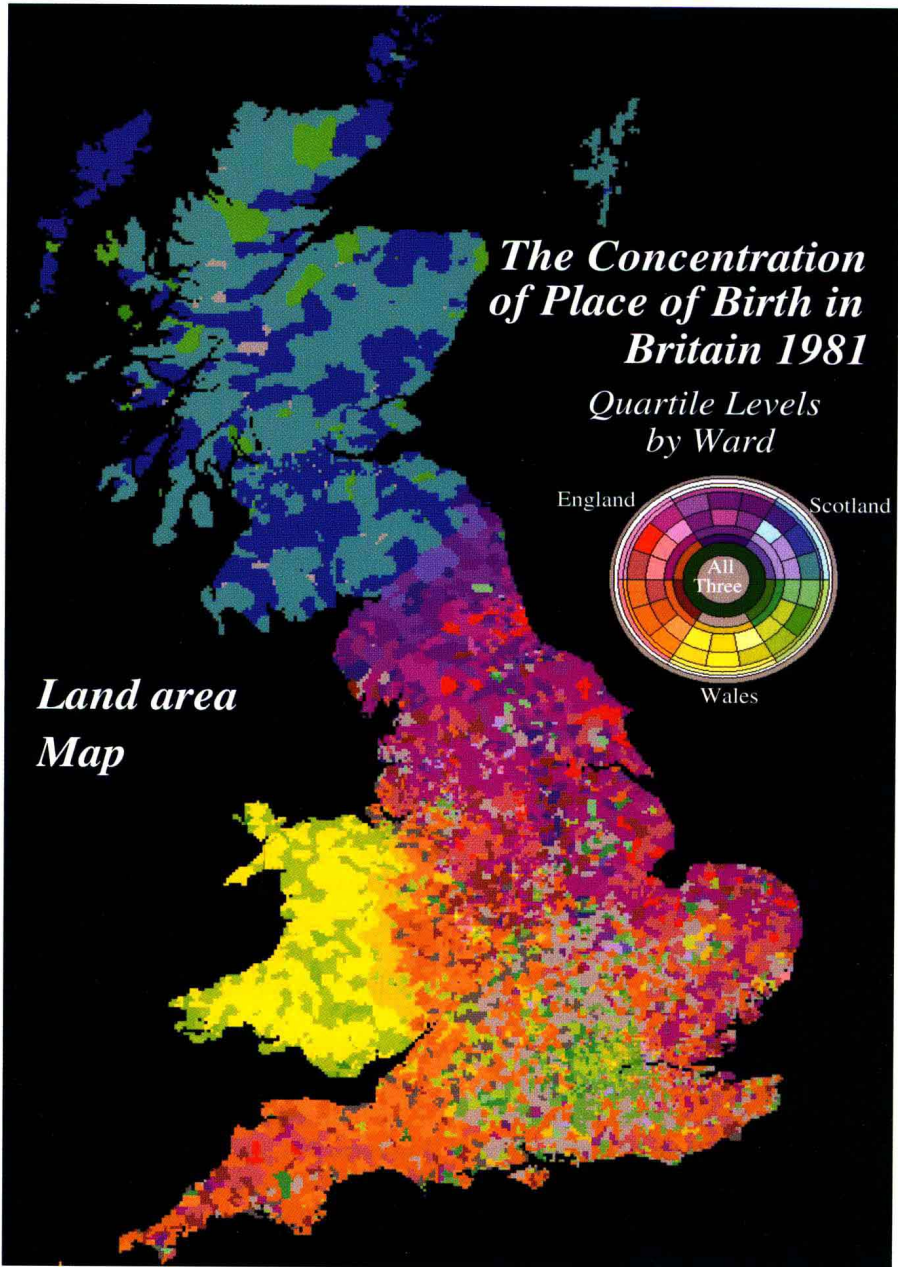 The Concentration
of Place of Birth in
Britain 1981
Quartile Levels
by Ward
England
Scotland
All
Three
Wales
Land area
Map